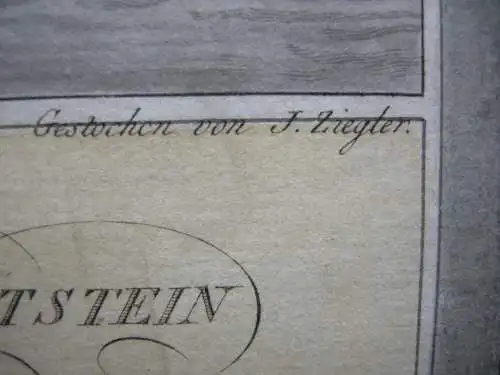 Gestochen von J. Ziegler.
TSTEIN